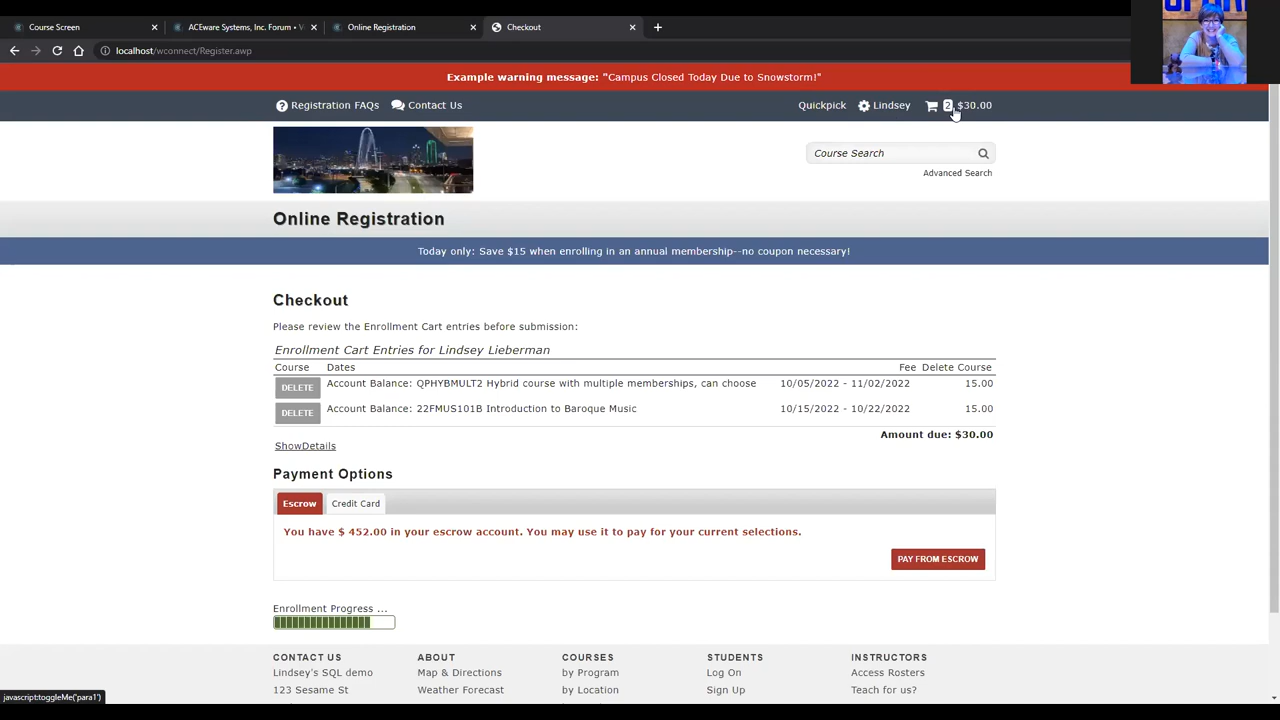 Course Screen
ACEware Systems, Inc. Forum •
Online Registration
Checkout
localhost/wconnect/Register.awp
Example warning message: "Campus Closed Today Due to Snowstorm!"
Registration FAQs Contact Us Quickpick Lindsey 2 $30.00
Course Search
Advanced Search
Online Registration
Today only: Save $15 when enrolling in an annual membership--no coupon necessary!
Checkout
Please review the Enrollment Cart entries before submission:
Enrollment Cart Entries for Lindsey Lieberman
Course Dates Fee Delete Course
DELETE Account Balance: QPHYBMULT2 Hybrid course with multiple memberships, can choose 10/05/2022 - 11/02/2022 15.00
DELETE Account Balance: 22FMUS101B Introduction to Baroque Music 10/15/2022 - 10/22/2022 15.00
Amount due: $30.00
ShowDetails
Payment Options
Escrow Credit Card
You have $ 452.00 in your escrow account. You may use it to pay for your current selections.
PAY FROM ESCROW
Enrollment Progress ...
CONTACT US ABOUT COURSES STUDENTS INSTRUCTORS
Lindsey's SQL demo Map & Directions by Program Log On Access Rosters
123 Sesame St Weather Forecast by Location Sign Up Teach for us?
javascript:toggleMe('para1')